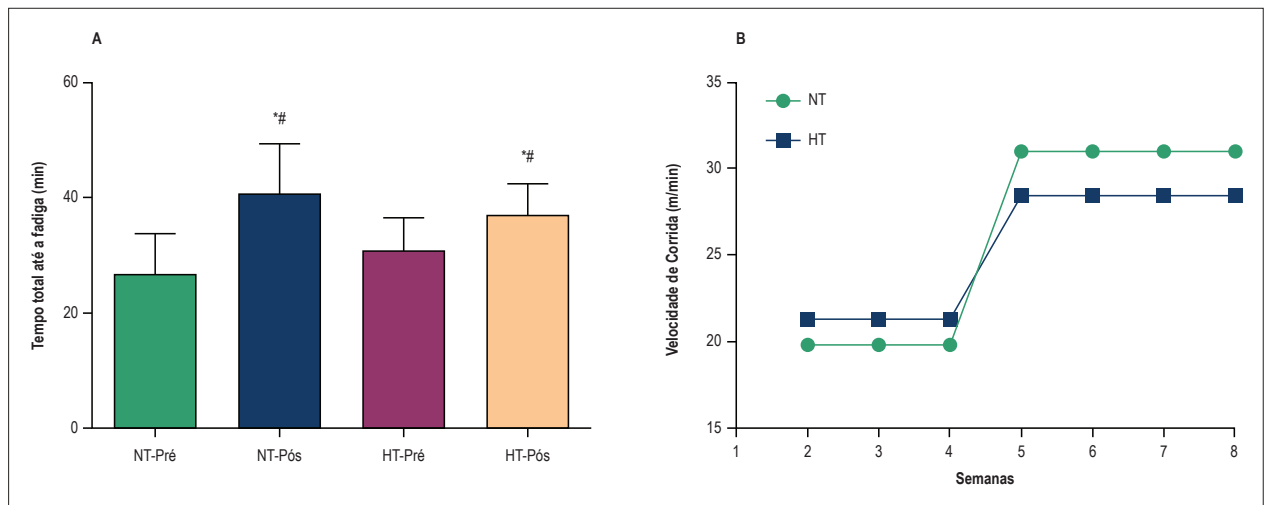 A
Tempo total até a fadiga (min)
60
40
20
0
*#
*#
NT-Pré
NT-Pós
HT-Pré
HT-Pós
B
Velocidade de Corrida (m/min)
35
30
25
20
15
NT
HT
1 2 3 4 5 6 7 8
Semanas